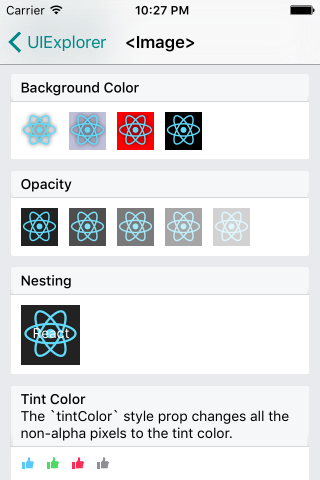 Carrier 10:27 PM
UIExplorer <Image>
Background Color
Opacity
Nesting
React
Tint Color
The `tintColor` style prop changes all the
non-alpha pixels to the tint color.